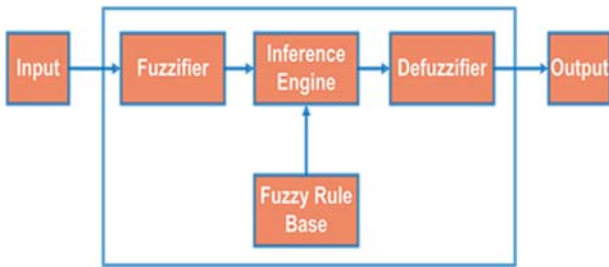 Input
Fuzzifier
Inference
Engine
Defuzzifier
Output
Fuzzy Rule
Base